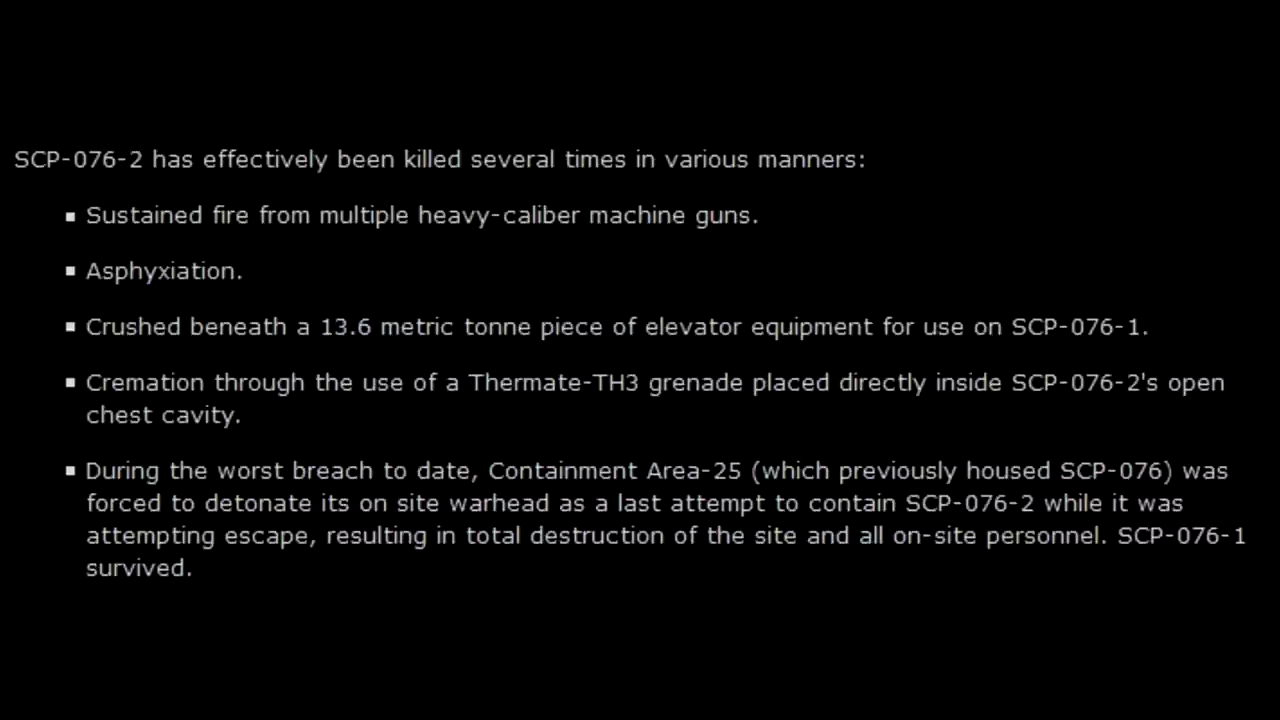 SCP-076-2 has effectively been killed several times in various manners:
▪ Sustained fire from multiple heavy-caliber machine guns.
▪ Asphyxiation.
▪ Crushed beneath a 13.6 metric tonne piece of elevator equipment for use on SCP-076-1.
▪ Cremation through the use of a Thermate-TH3 grenade placed directly inside SCP-076-2's open
chest cavity.
▪ During the worst breach to date, Containment Area-25 (which previously housed SCP-076) was
forced to detonate its on site warhead as a last attempt to contain SCP-076-2 while it was
attempting escape, resulting in total destruction of the site and all on-site personnel. SCP-076-1
survived.